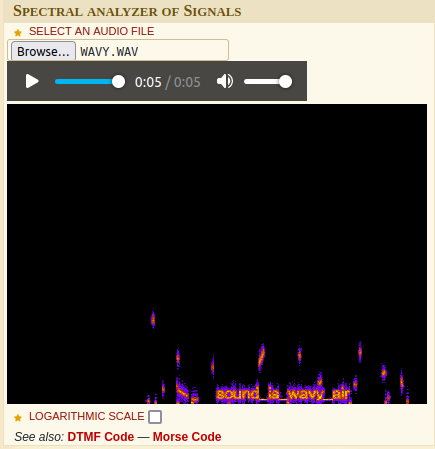 SPECTRAL ANALYZER OF SIGNALS
★ SELECT AN AUDIO FILE
Browse... WAVY.WAV
0:05 / 0:05
sound_is_wavy_air
★ LOGARITHMIC SCALE
See also: DTMF Code — Morse Code